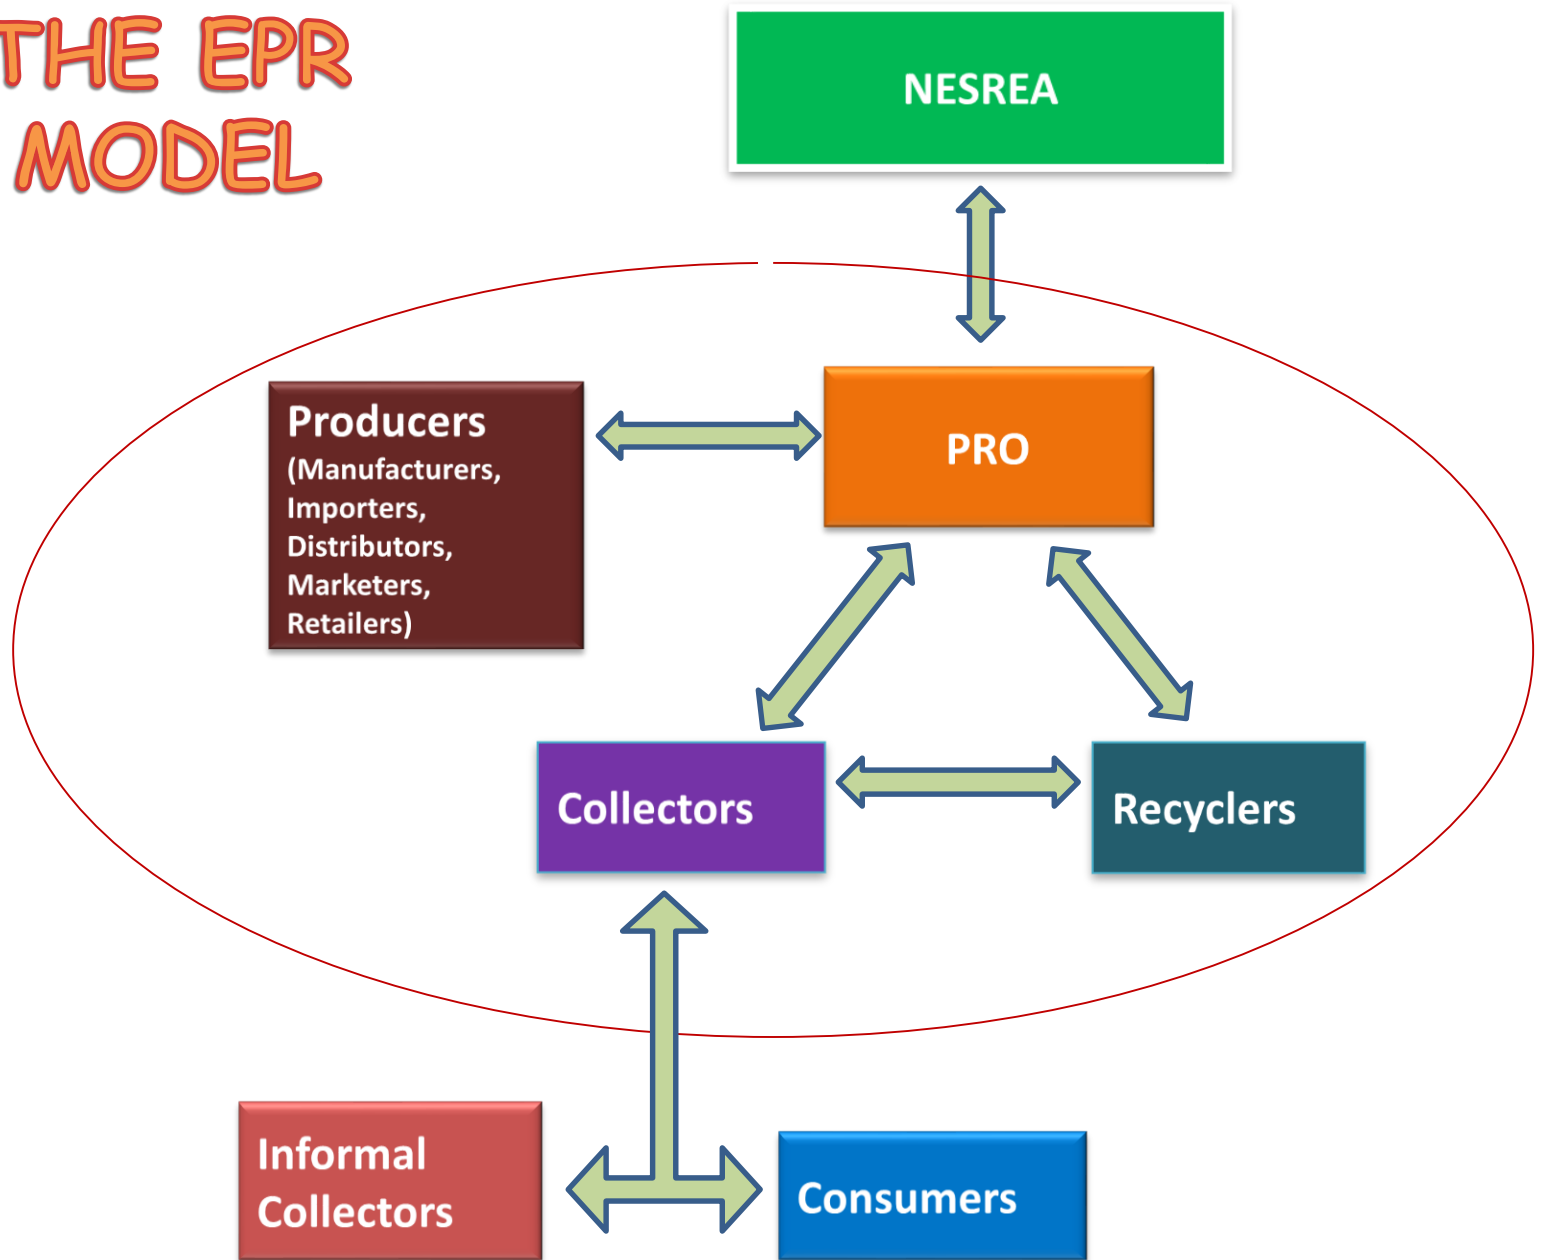 THE EPR
MODEL
NESREA
Producers
(Manufacturers,
Importers,
Distributors,
Marketers,
Retailers)
PRO
Collectors
Recyclers
Informal
Collectors
Consumers